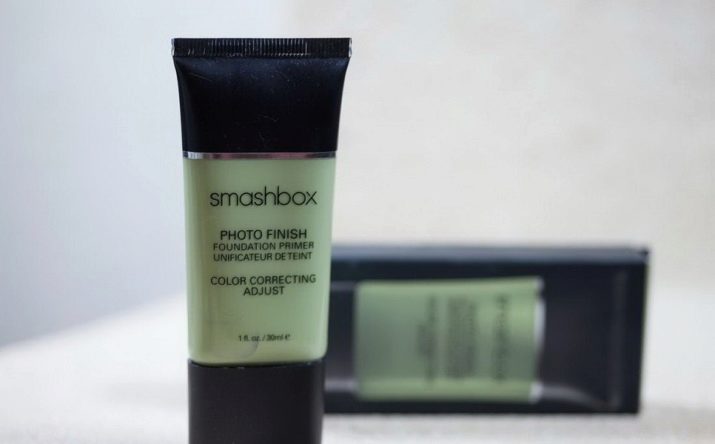 smashbox
PHOTO FINISH
FOUNDATION PRIMER
UNIFICATEUR DE TEINT
COLOR CORRECTING
ADJUST
1 fl. oz. / 30ml ℮